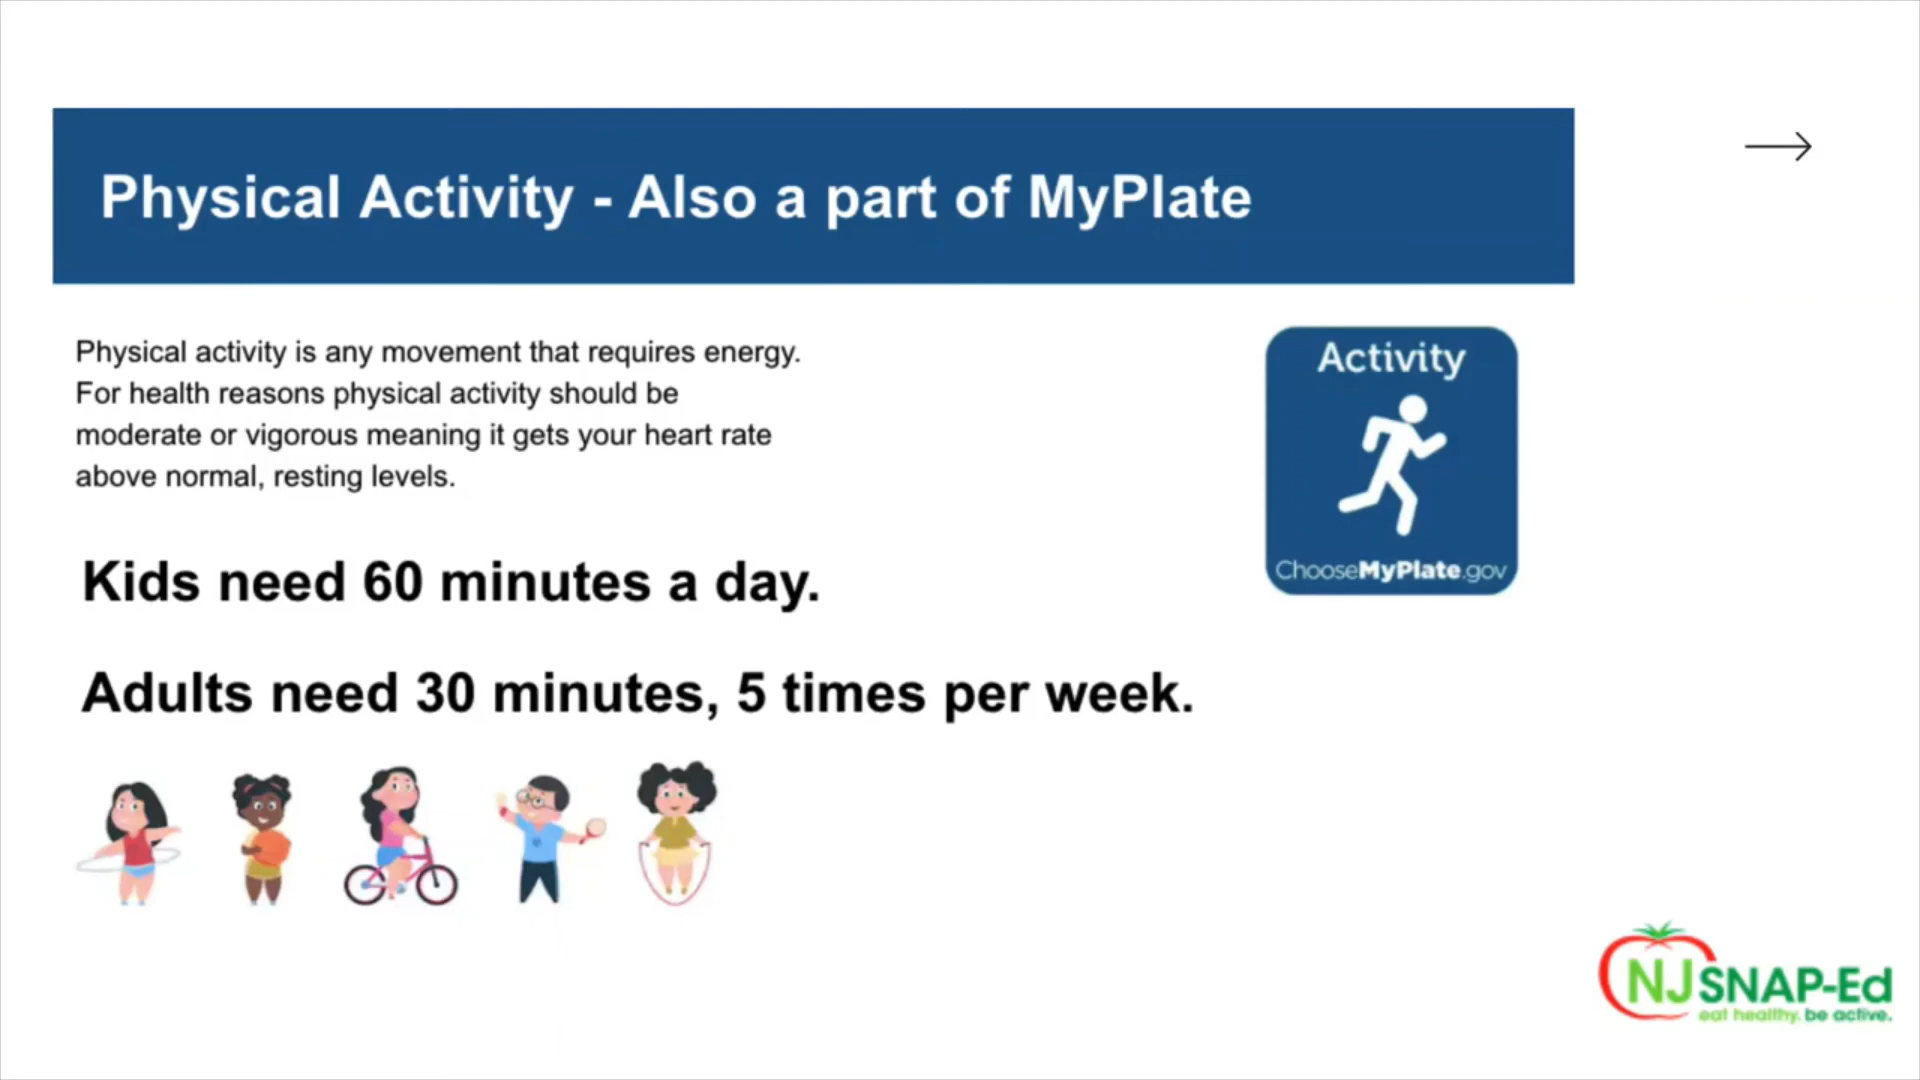 Physical Activity - Also a part of MyPlate
Physical activity is any movement that requires energy.
For health reasons physical activity should be
moderate or vigorous meaning it gets your heart rate
above normal, resting levels.
Activity
ChooseMyPlate.gov
Kids need 60 minutes a day.
Adults need 30 minutes, 5 times per week.
NJSNAP-Ed
eat healthy. be active.